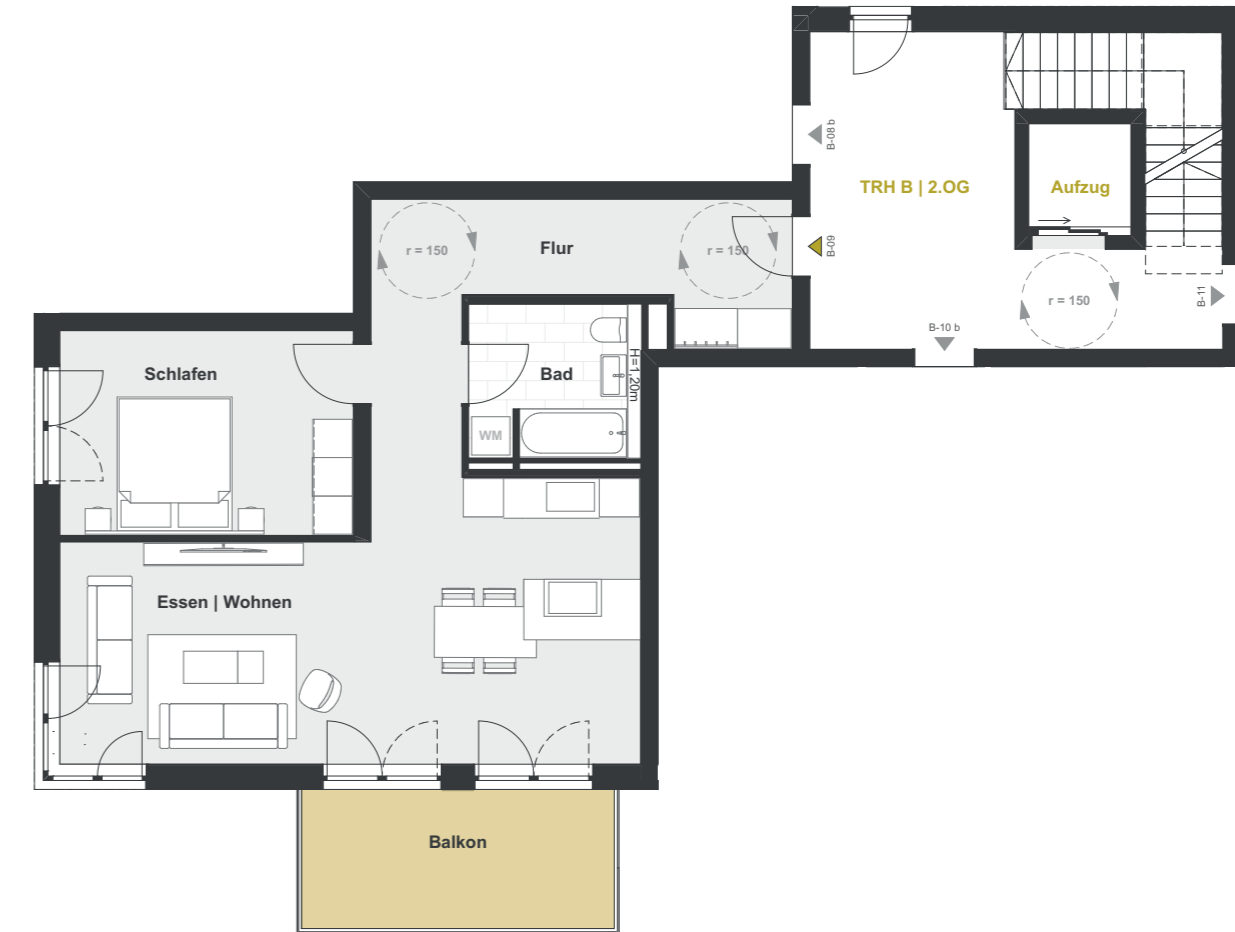 B-08 b
TRH B | 2.OG
Aufzug
r = 150
Flur
r = 150
B-09
r = 150
B-11
B-10 b
Schlafen
Bad
H=1,20m
WM
Essen | Wohnen
Balkon